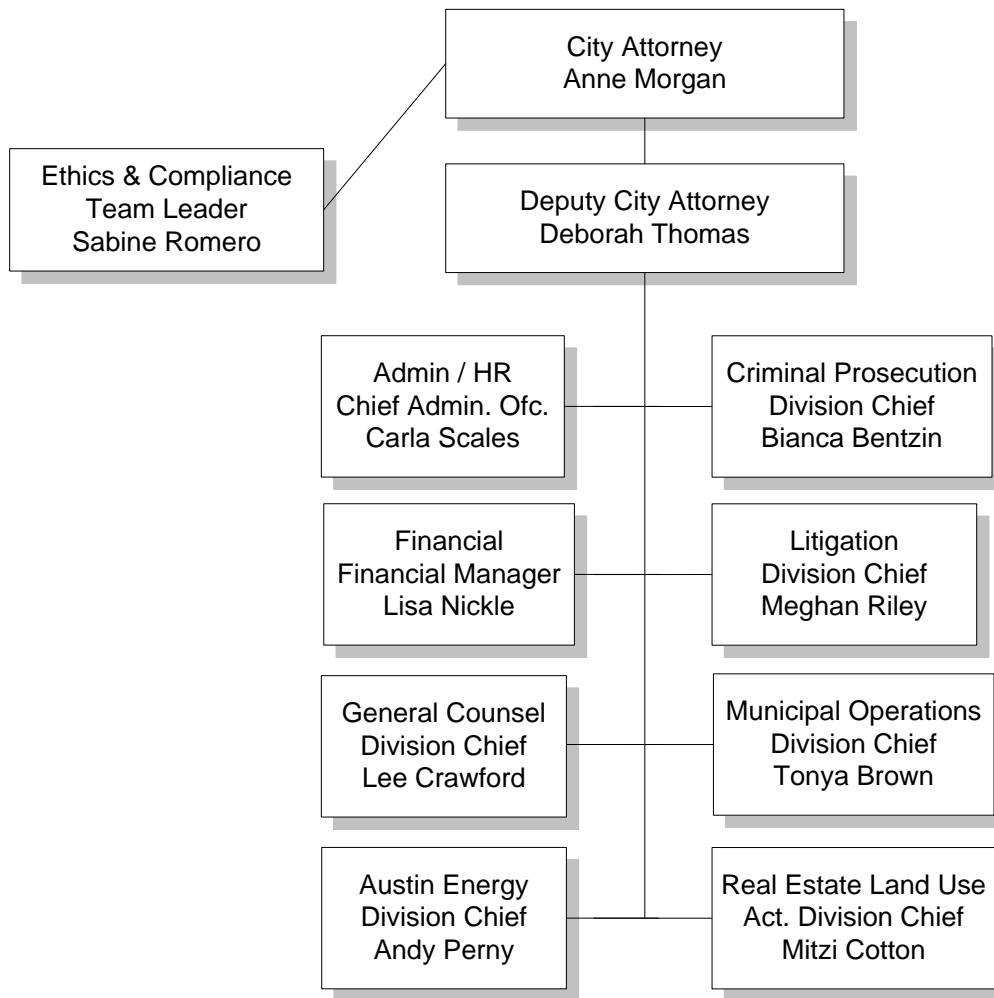 City Attorney
Anne Morgan
Ethics & Compliance
Team Leader
Sabine Romero
Deputy City Attorney
Deborah Thomas
Admin / HR
Chief Admin. Ofc.
Carla Scales
Criminal Prosecution
Division Chief
Bianca Bentzin
Financial
Financial Manager
Lisa Nickle
Litigation
Division Chief
Meghan Riley
General Counsel
Division Chief
Lee Crawford
Municipal Operations
Division Chief
Tonya Brown
Austin Energy
Division Chief
Andy Perny
Real Estate Land Use
Act. Division Chief
Mitzi Cotton